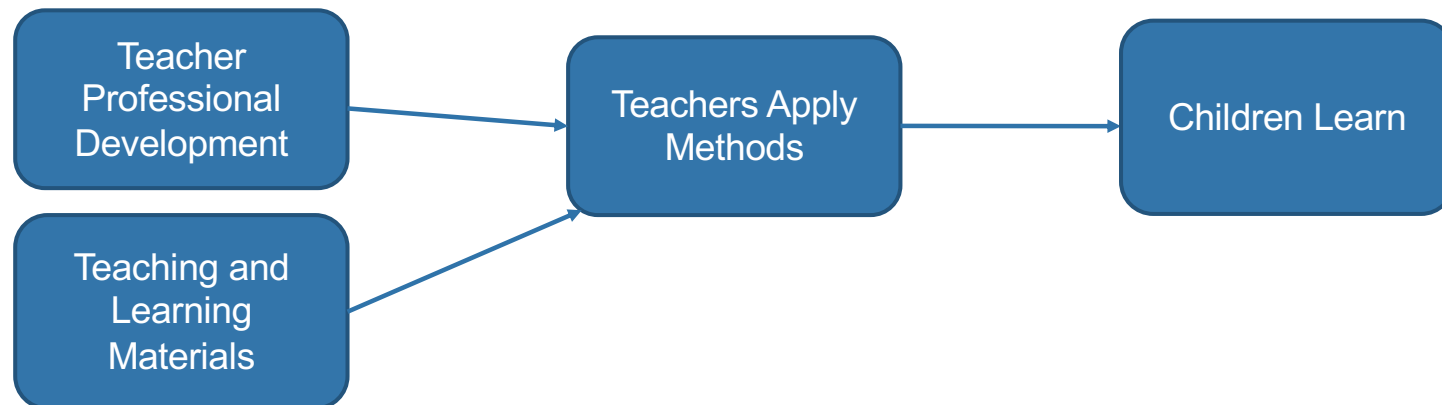 Teacher
Professional
Development
Teaching and
Learning
Materials
Teachers Apply
Methods
Children Learn